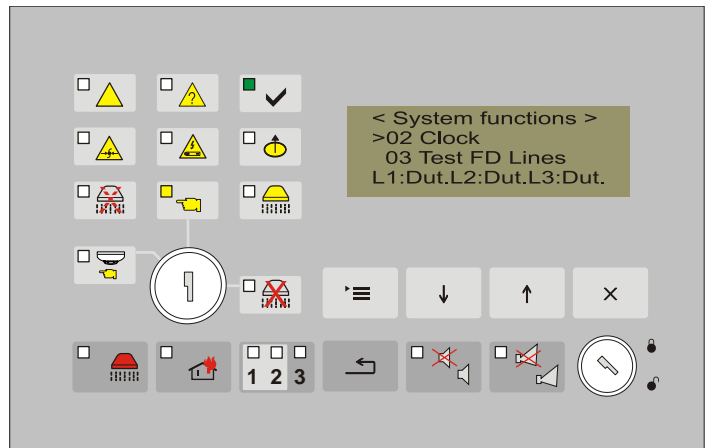 ?
< System functions >
>02 Clock
03 Test FD Lines
L1:Dut.L2:Dut.L3:Dut.
1 2 3